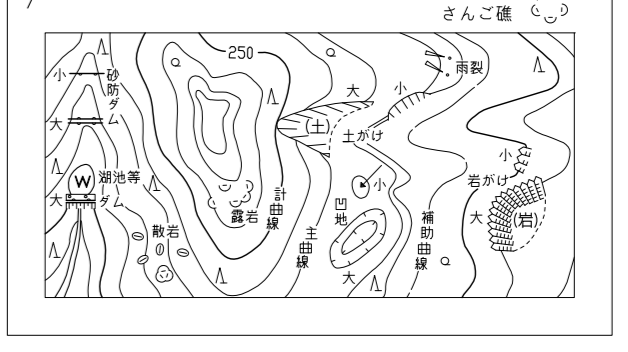 さんご礁
250
小
砂防ダム
大
W
湖池等
大
ダム
散岩
露岩
計曲線
主曲線
大
(土)
土がけ
小
雨裂
小
凹地
大
補助曲線
小
岩がけ
大
(岩)